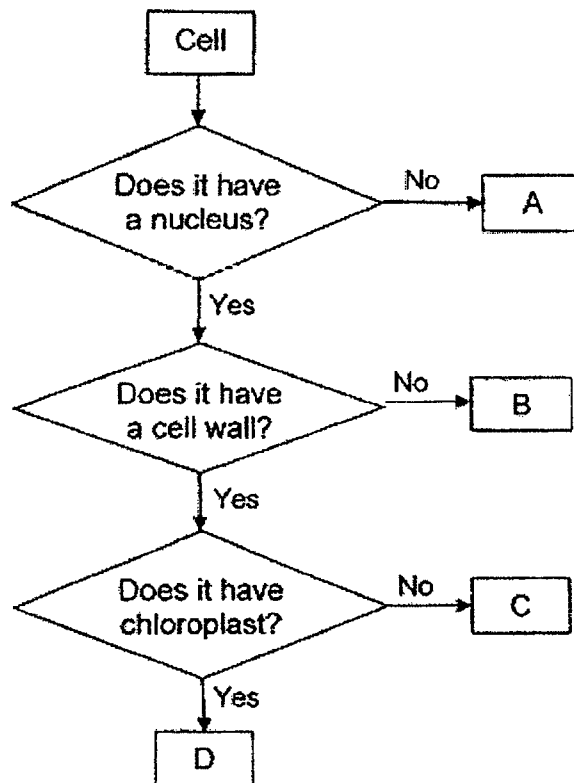 Cell
Does it have
a nucleus?
No
A
Yes
Does it have
a cell wall?
No
B
Yes
Does it have
chloroplast?
No
C
Yes
D